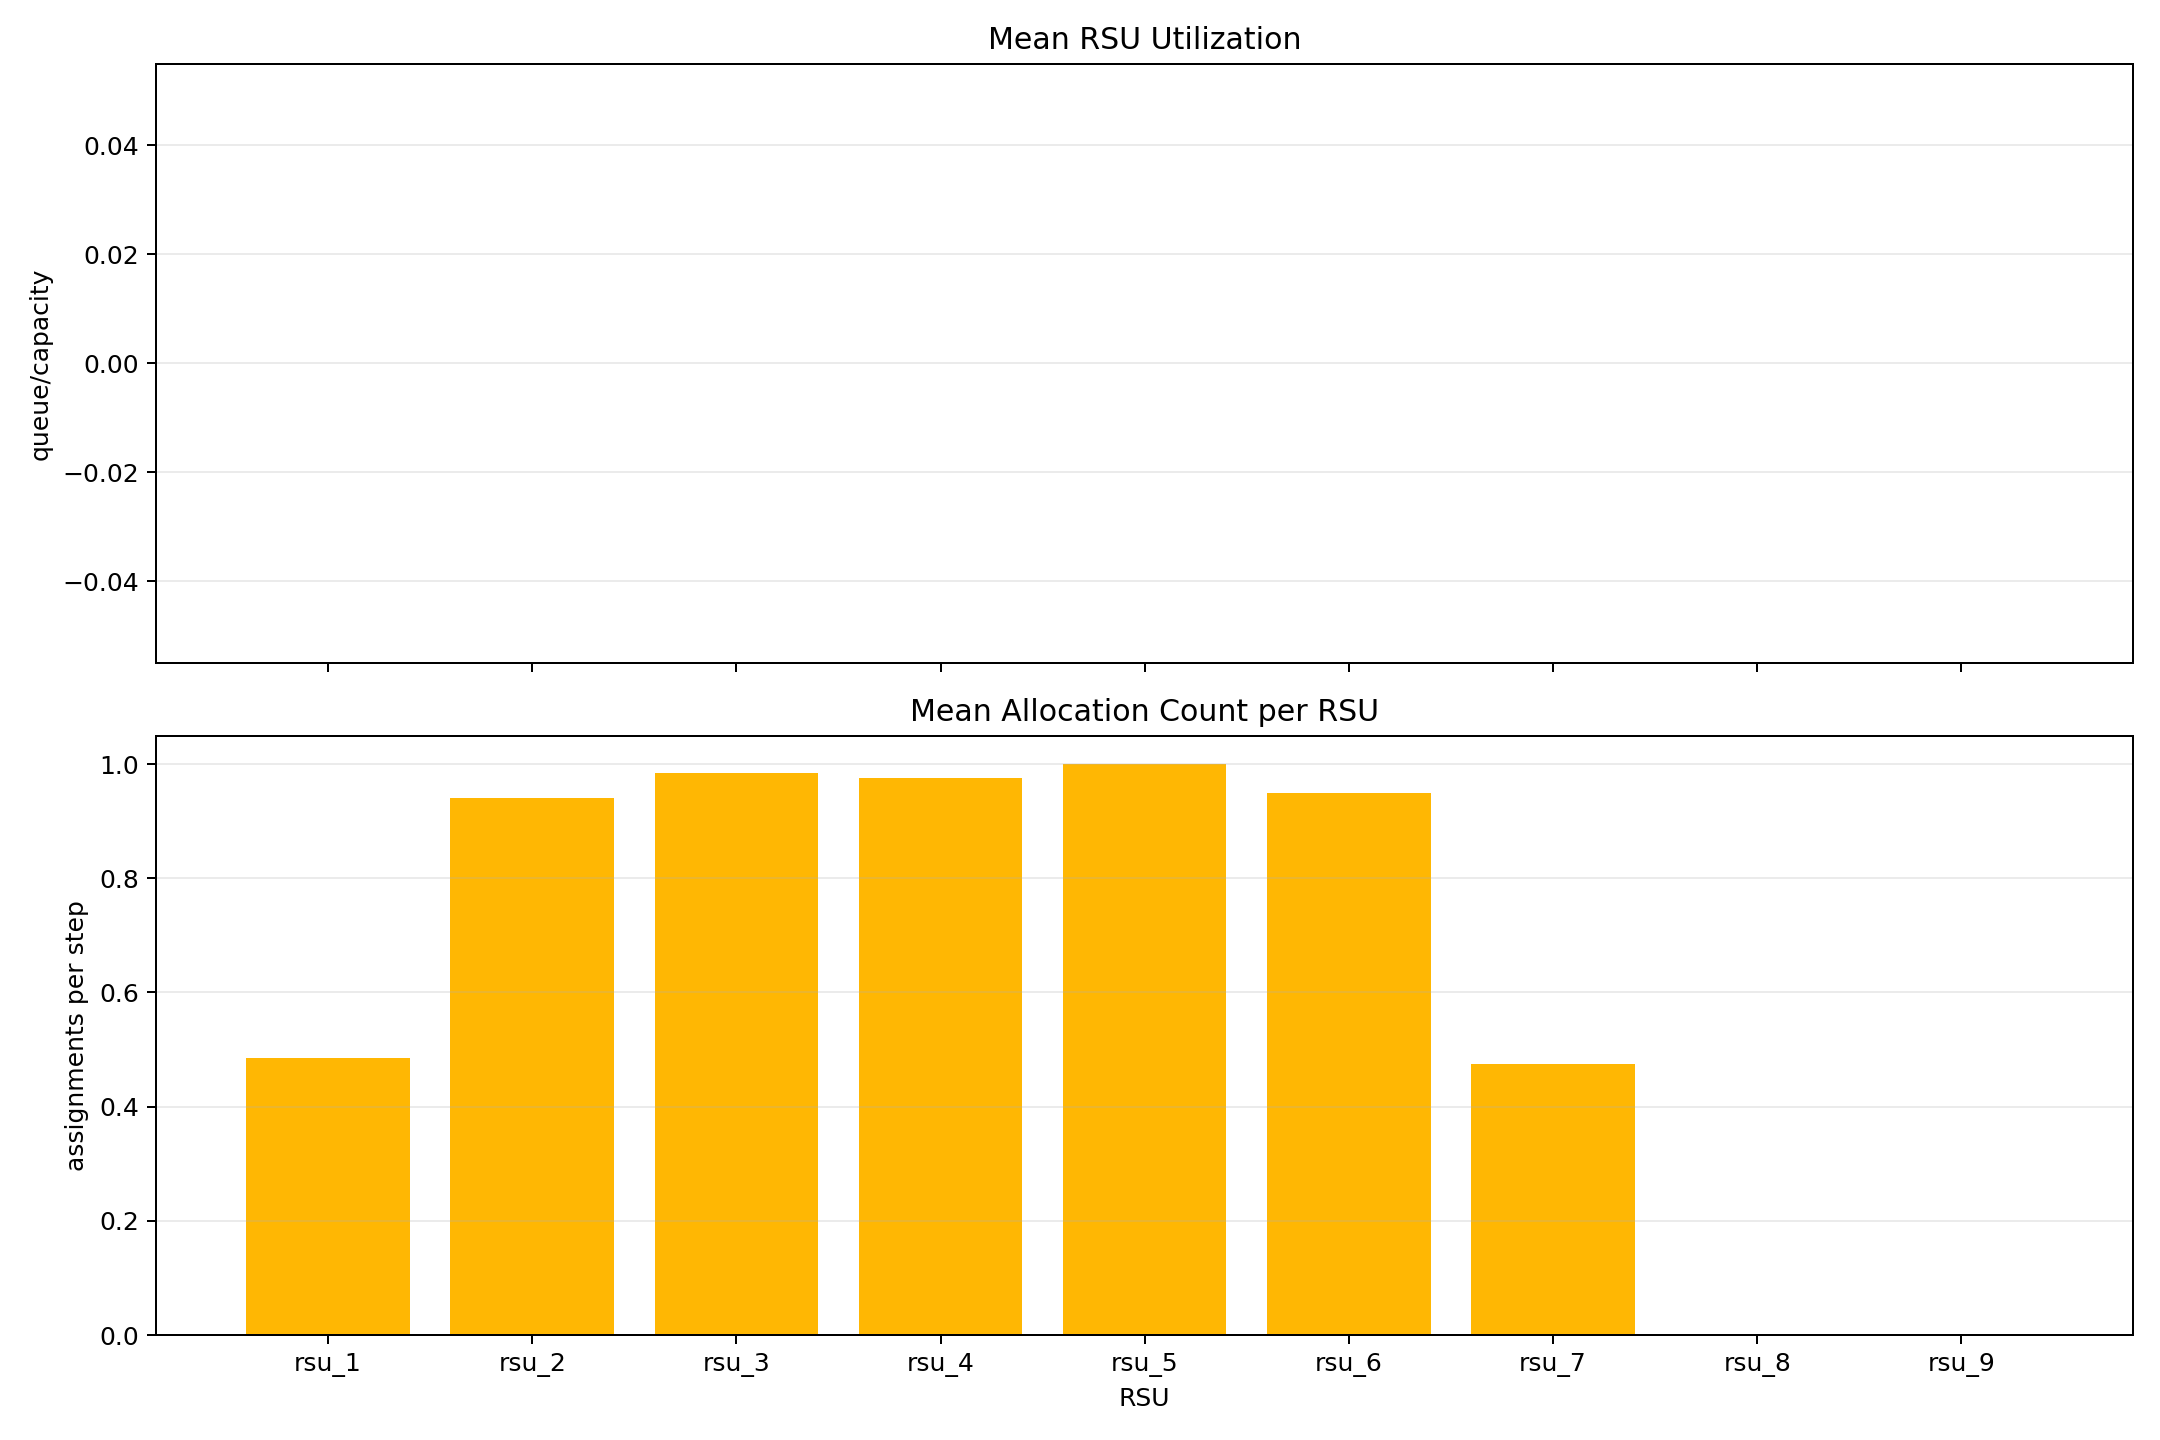 Mean RSU Utilization
0.04
0.02
0.00
−0.02
−0.04
queue/capacity
Mean Allocation Count per RSU
1.0
0.8
0.6
0.4
0.2
0.0
assignments per step
rsu_1 rsu_2 rsu_3 rsu_4 rsu_5 rsu_6 rsu_7 rsu_8 rsu_9
RSU